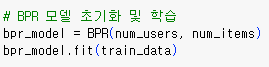 # BPR 모델 초기화 및 학습
bpr_model = BPR(num_users, num_items)
bpr_model.fit(train_data)